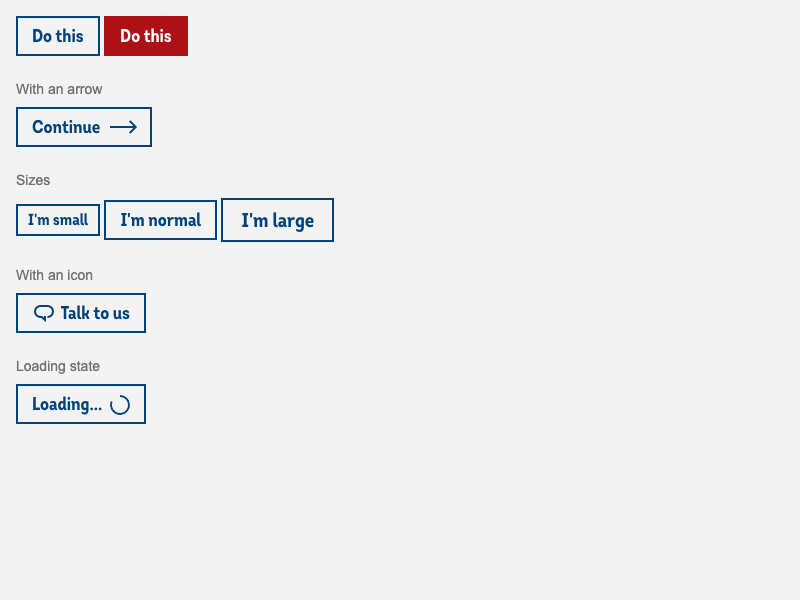 Do this Do this
With an arrow
Continue
Sizes
I'm small I'm normal I'm large
With an icon
Talk to us
Loading state
Loading...